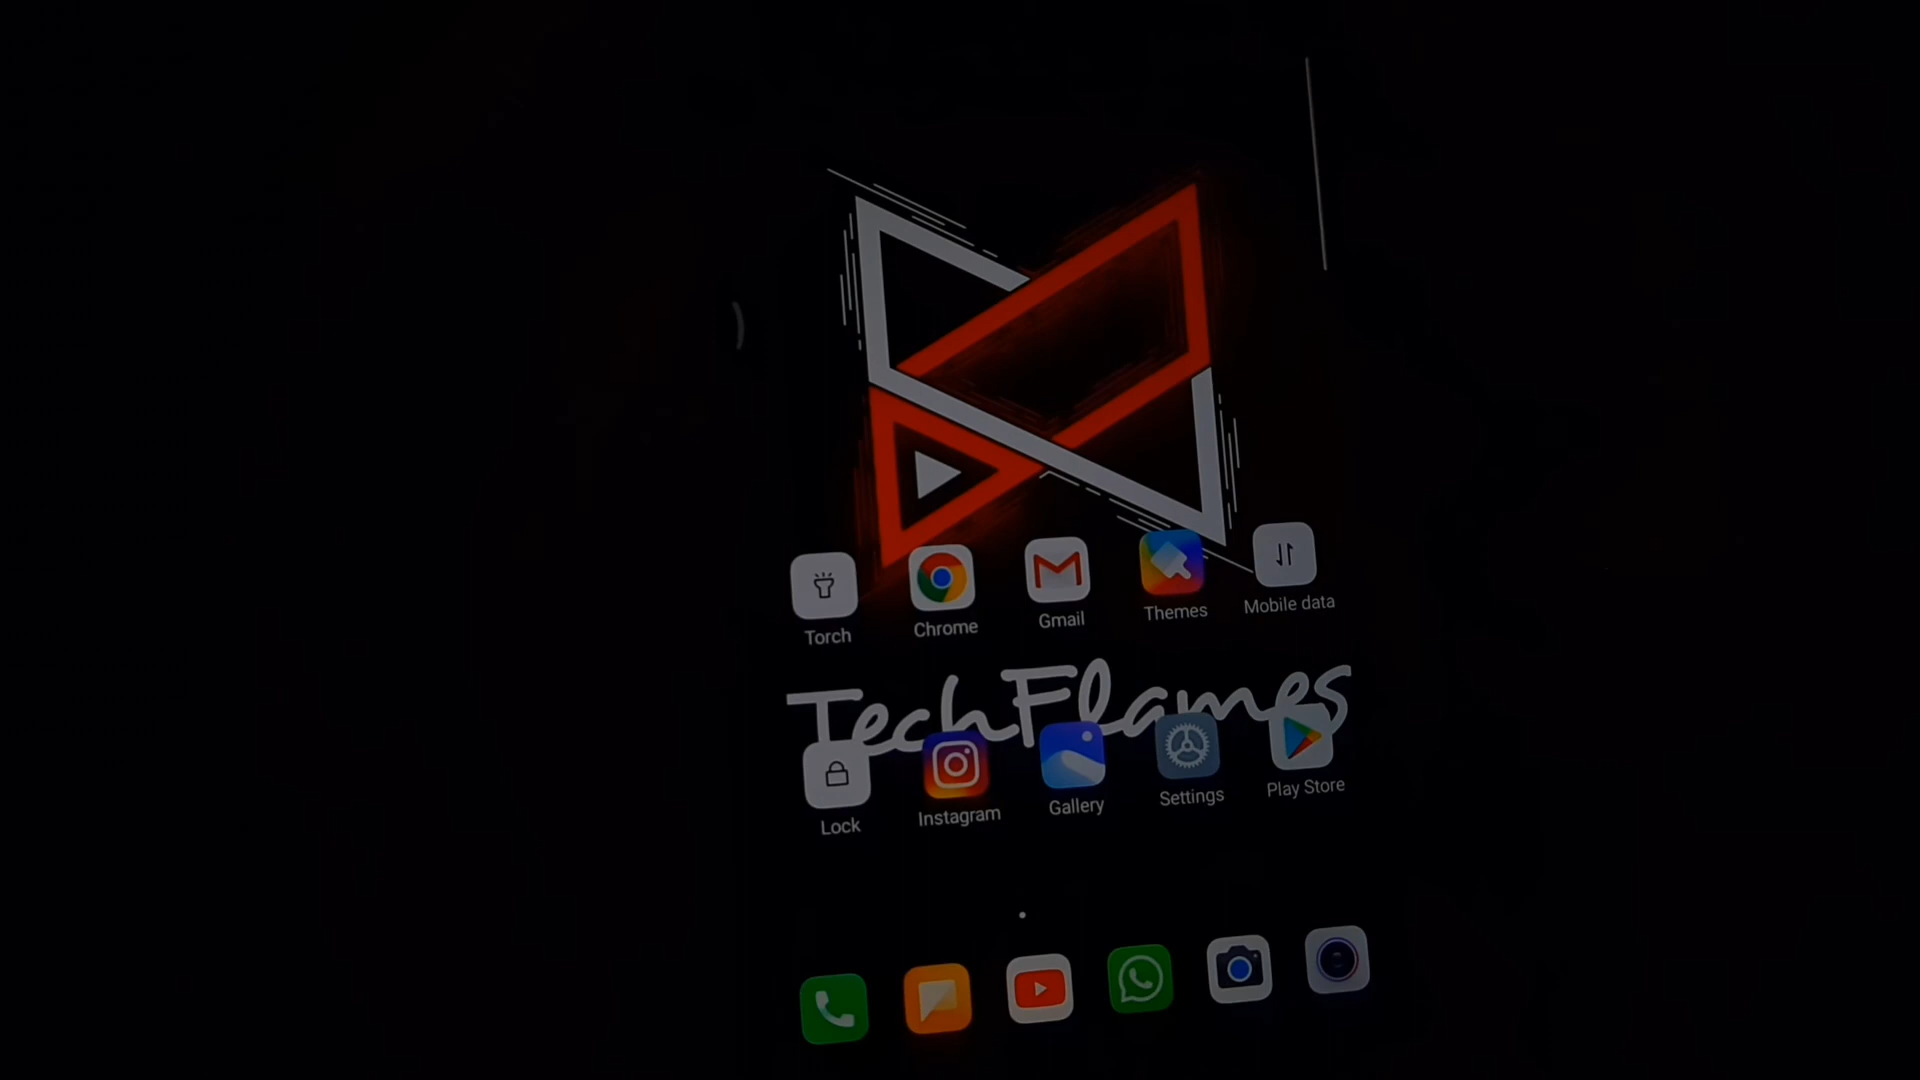 Torch Chrome Gmail Themes Mobile data
TechFlames
Lock Instagram Gallery Settings Play Store